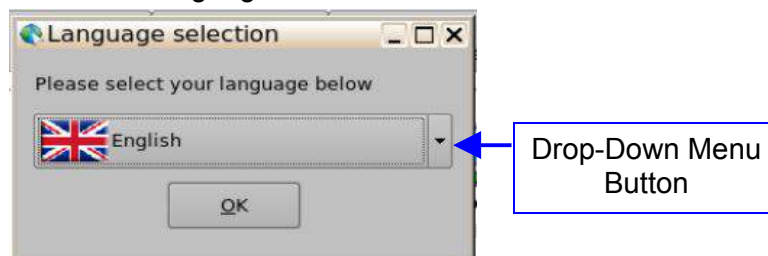 Language selection
Please select your language below
English
OK
Drop-Down Menu
Button